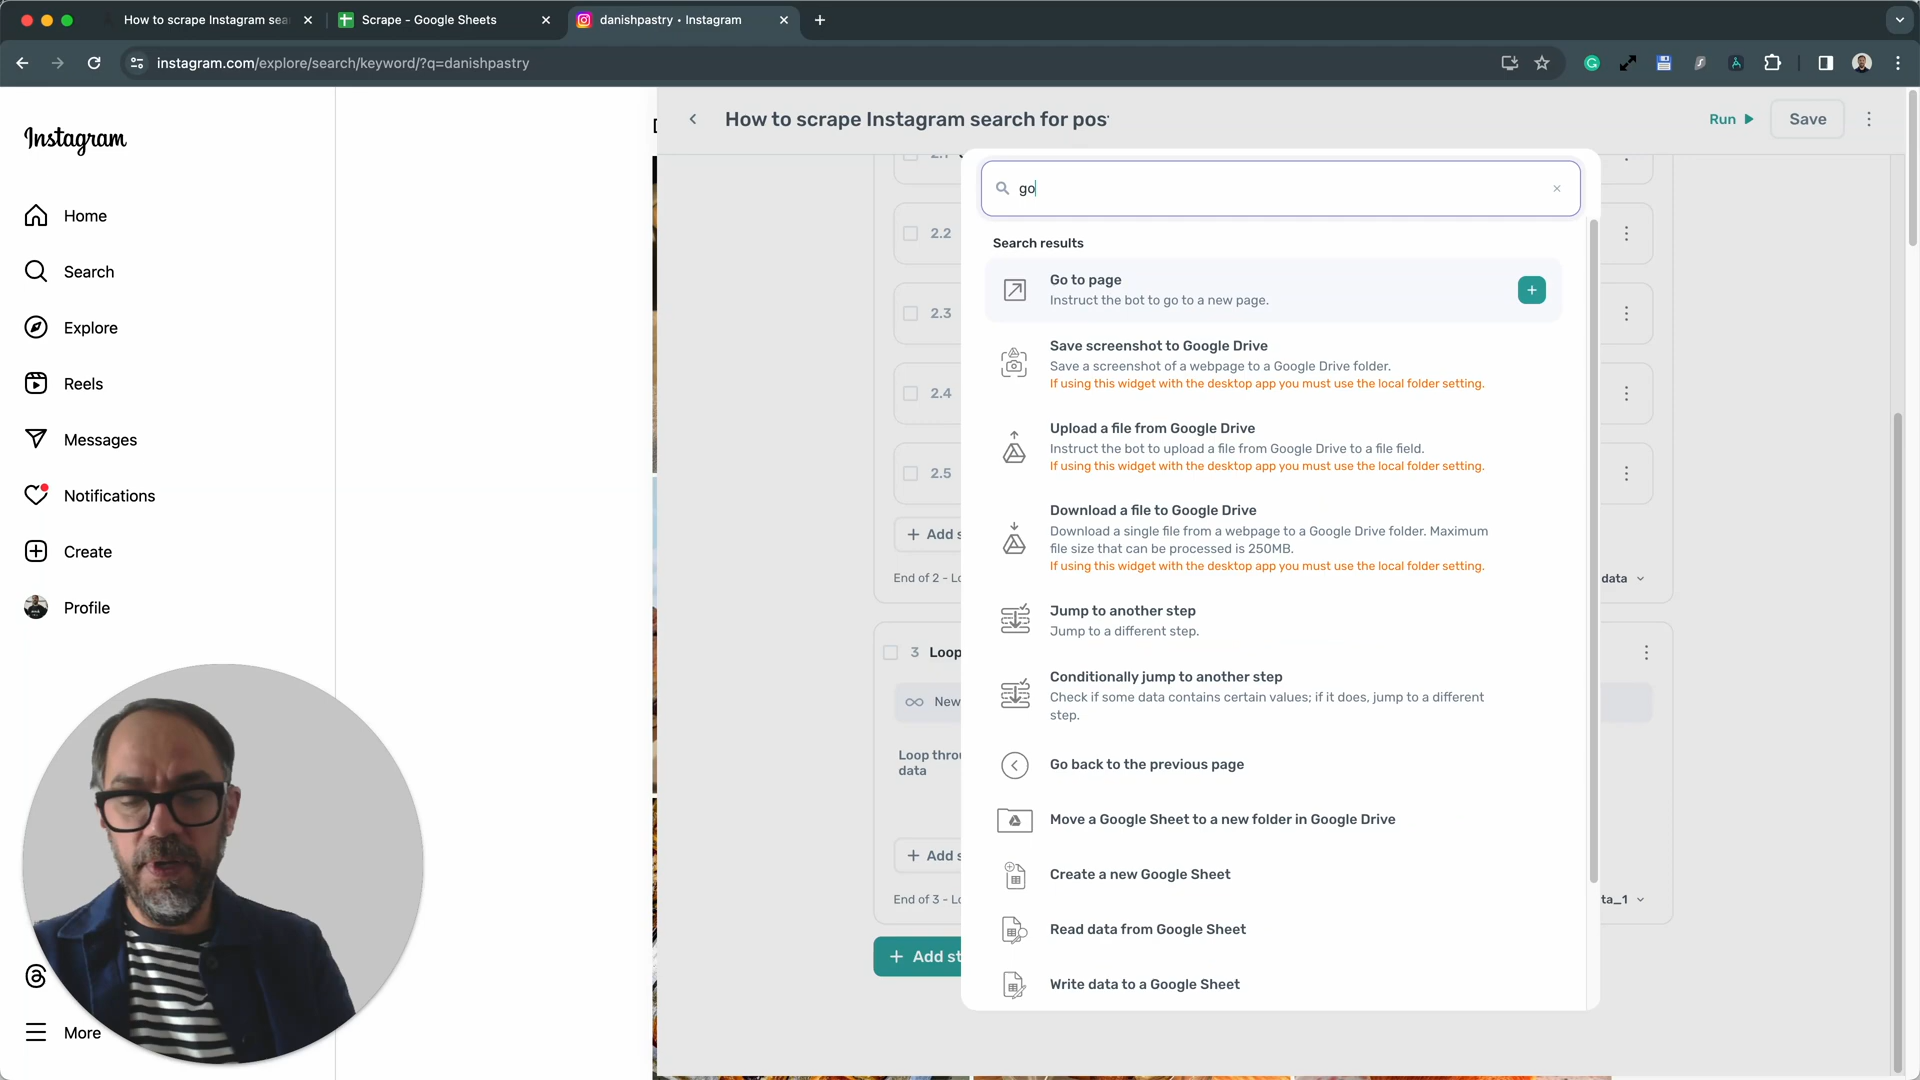 How to scrape Instagram sea
Scrape - Google Sheets
danishpastry • Instagram
instagram.com/explore/search/keyword/?q=danishpastry
Instagram
Home
Search
Explore
Reels
Messages
Notifications
Create
Profile
More
How to scrape Instagram search for pos
Run
Save
go
Search results
Go to page
Instruct the bot to go to a new page.
Save screenshot to Google Drive
Save a screenshot of a webpage to a Google Drive folder.
If using this widget with the desktop app you must use the local folder setting.
Upload a file from Google Drive
Instruct the bot to upload a file from Google Drive to a file field.
If using this widget with the desktop app you must use the local folder setting.
Download a file to Google Drive
Download a single file from a webpage to a Google Drive folder. Maximum
file size that can be processed is 250MB.
If using this widget with the desktop app you must use the local folder setting.
Jump to another step
Jump to a different step.
Conditionally jump to another step
Check if some data contains certain values; if it does, jump to a different
step.
Go back to the previous page
Move a Google Sheet to a new folder in Google Drive
Create a new Google Sheet
Read data from Google Sheet
Write data to a Google Sheet
2.2
2.3
2.4
2.5
+ Add s
End of 2 - Lo
data
3 Loop
New
Loop throu
data
+ Add s
End of 3 - Lo
ta_1
+ Add st